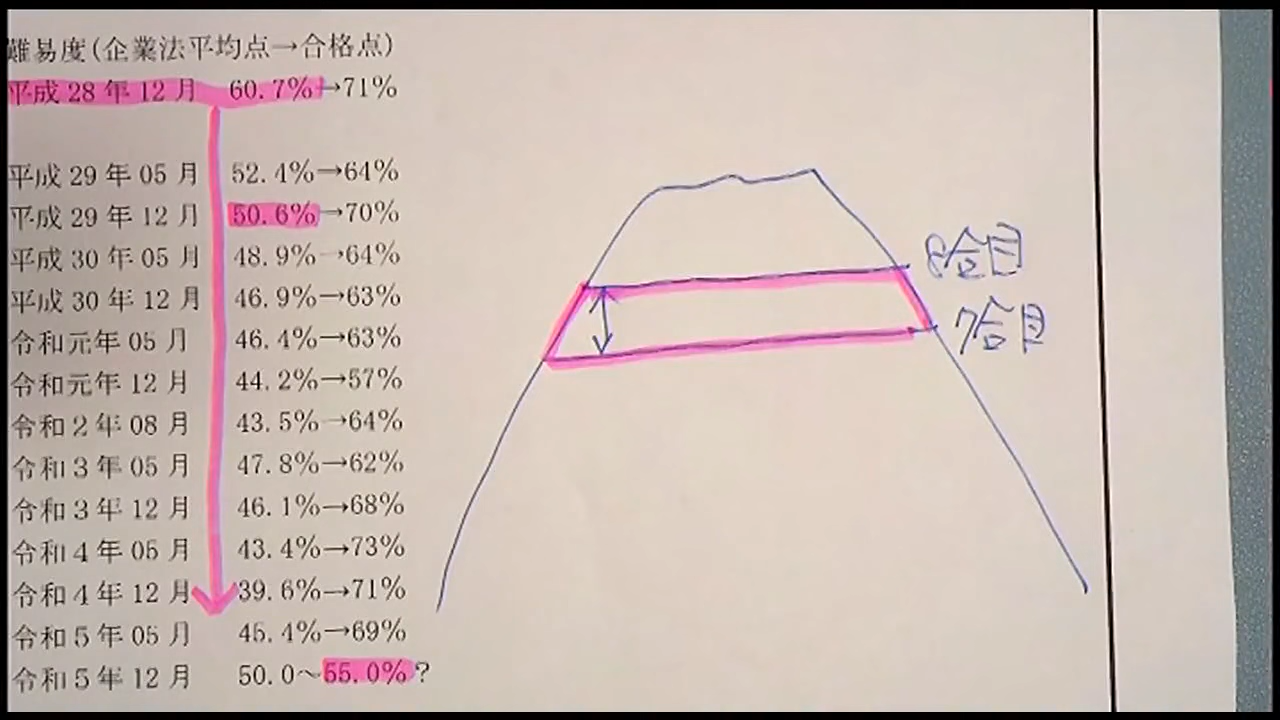 難易度(企業法平均点→合格点)
平成28年12月 60.7%→71%
平成29年05月 52.4%→64%
平成29年12月 50.6%→70%
平成30年05月 48.9%→64%
平成30年12月 46.9%→63%
令和元年05月 46.4%→63%
令和元年12月 44.2%→57%
令和2年08月 43.5%→64%
令和3年05月 47.8%→62%
令和3年12月 46.1%→68%
令和4年05月 43.4%→73%
令和4年12月 39.6%→71%
令和5年05月 45.4%→69%
令和5年12月 50.0~55.0%?
8合目
7合目